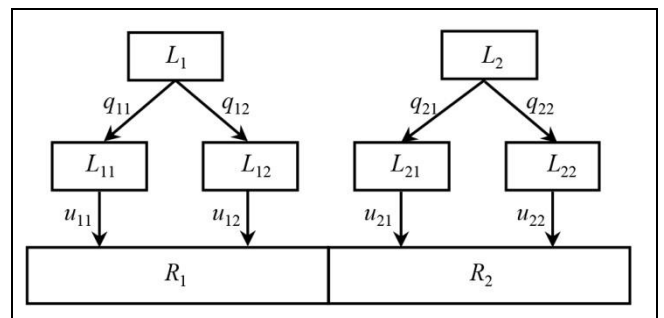 L₁ L₂
q₁₁ q₁₂ q₂₁ q₂₂
L₁₁ L₁₂ L₂₁ L₂₂
u₁₁ u₁₂ u₂₁ u₂₂
R₁ R₂